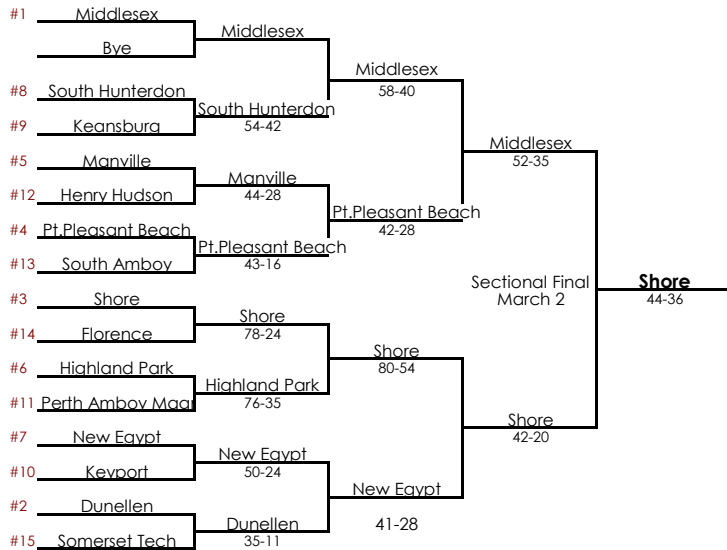 #1 Middlesex
Middlesex
Bye
Middlesex
58-40
#8 South Hunterdon
South Hunterdon
54-42
#9 Keansburg
Middlesex
52-35
#5 Manville
Manville
44-28
#12 Henry Hudson
Pt.Pleasant Beach
42-28
#4 Pt.Pleasant Beach
Pt.Pleasant Beach
43-16
#13 South Amboy
Sectional Final
March 2
Shore
44-36
#3 Shore
Shore
78-24
#14 Florence
Shore
80-54
#6 Highland Park
Highland Park
76-35
#11 Perth Amboy Mag
Shore
42-20
#7 New Egypt
New Egypt
50-24
#10 Keyport
New Egypt
41-28
#2 Dunellen
Dunellen
35-11
#15 Somerset Tech